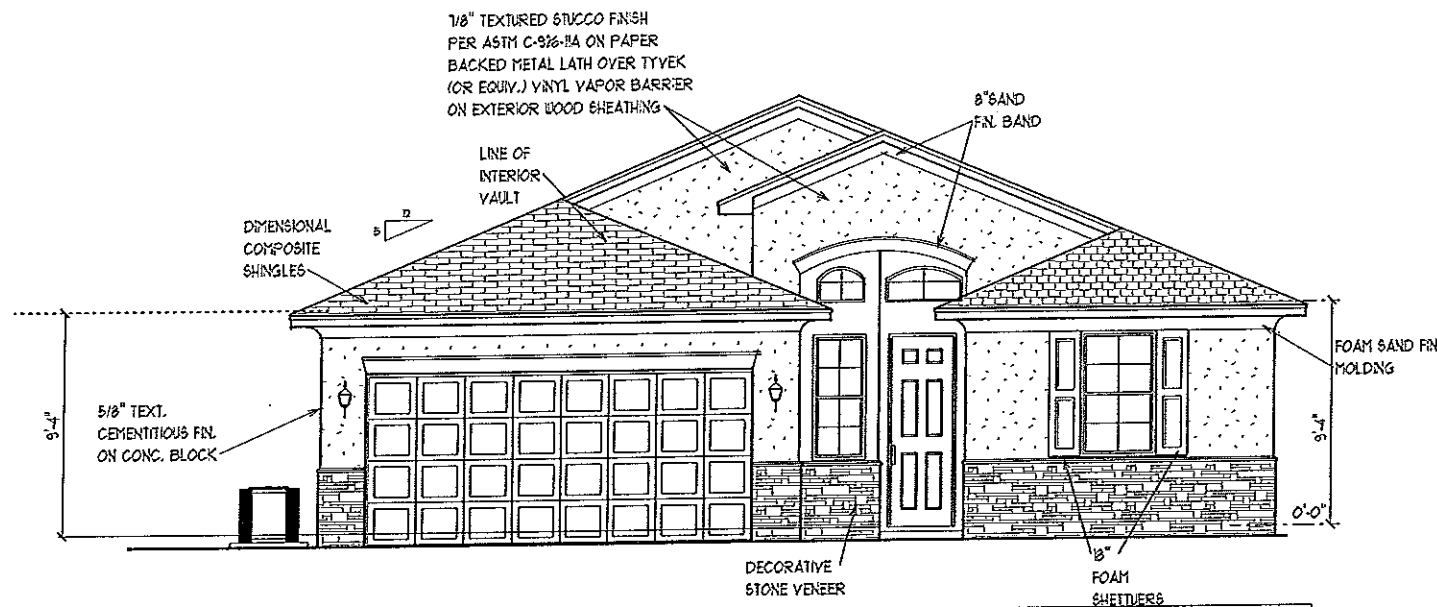 7/8" TEXTURED STUCCO FINISH
PER ASTM C-926-11A ON PAPER
BACKED METAL LATH OVER TYVEK
(OR EQUIV.) VINYL VAPOR BARRIER
ON EXTERIOR WOOD SHEATHING
8" SAND
FIN. BAND
LINE OF
INTERIOR
VAULT
12
5
DIMENSIONAL
COMPOSITE
SHINGLES
FOAM SAND FIN
MOLDING
9'-4"
5/8" TEXT.
CEMENTITIOUS FIN.
ON CONC. BLOCK
9'-4"
0'-0"
DECORATIVE
STONE VENEER
18"
FOAM
SHETTUERS